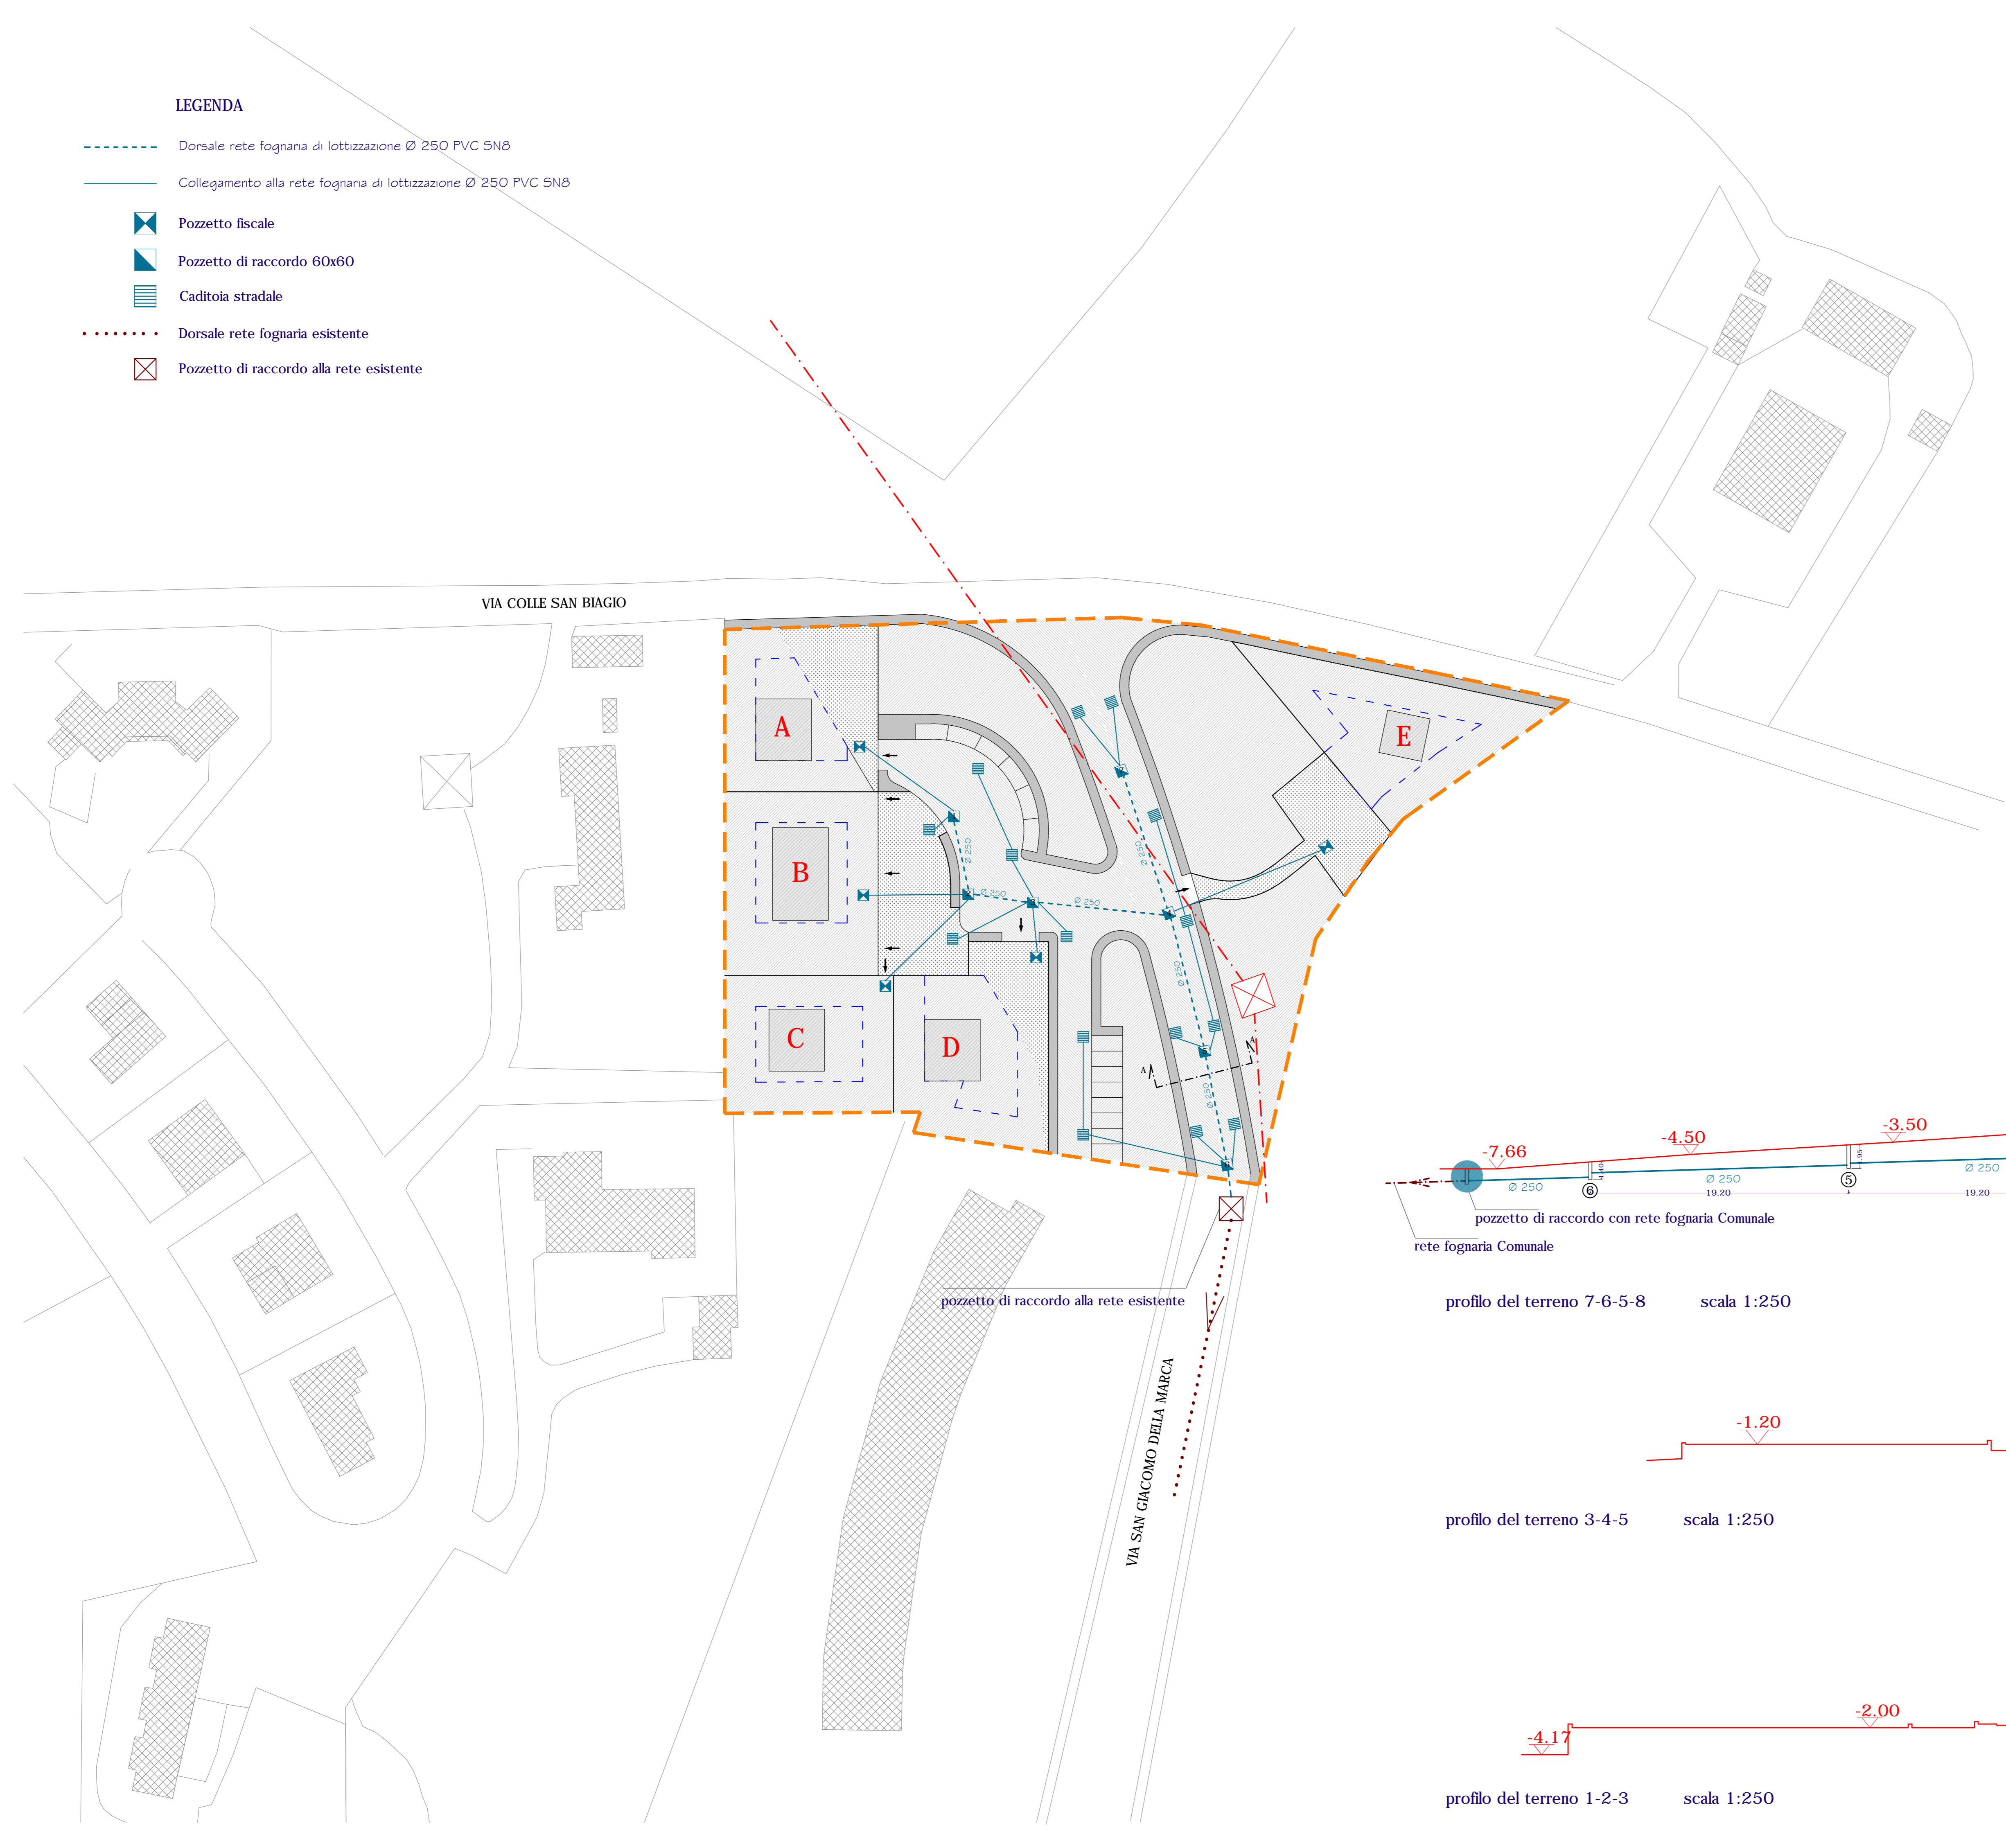 LEGENDA
Dorsale rete fognaria di lottizzazione Ø 250 PVC SN8
Collegamento alla rete fognaria di lottizzazione Ø 250 PVC SN8
Pozzetto fiscale
Pozzetto di raccordo 60x60
Caditoia stradale
Dorsale rete fognaria esistente
Pozzetto di raccordo alla rete esistente
VIA COLLE SAN BIAGIO
A
B
C
D
E
Ø 250
Ø 250
Ø 250
Ø 250
Ø 250
Ø 250
A
A
pozzetto di raccordo alla rete esistente
VIA SAN GIACOMO DELLA MARCA
-7.66
-4.50
-3.50
Ø 250
Ø 250
Ø 250
6
5
19.20
19.20
pozzetto di raccordo con rete fognaria Comunale
rete fognaria Comunale
profilo del terreno 7-6-5-8 scala 1:250
-1.20
profilo del terreno 3-4-5 scala 1:250
-2.00
-4.17
profilo del terreno 1-2-3 scala 1:250